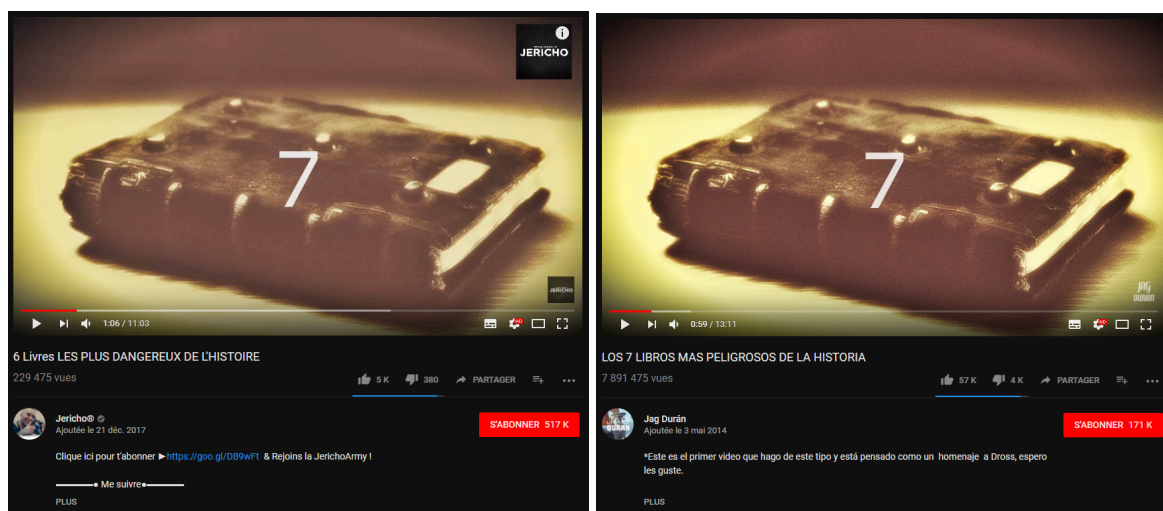 JERICHO
7
JERICHO
1:06 / 11:03
HD
6 Livres LES PLUS DANGEREUX DE L'HISTOIRE
229 475 vues
5 K
380
PARTAGER
Jericho®
Ajoutée le 21 déc. 2017
S'ABONNER 517 K
Clique ici pour t'abonner ►https://goo.gl/DB9wFt & Rejoins la JerichoArmy !
————● Me suivre●————
PLUS
7
JAG
DURÁN
0:59 / 13:11
HD
LOS 7 LIBROS MAS PELIGROSOS DE LA HISTORIA
7 891 475 vues
57 K
4 K
PARTAGER
Jag Durán
Ajoutée le 3 mai 2014
S'ABONNER 171 K
*Este es el primer video que hago de este tipo y está pensado como un homenaje a Dross, espero
les guste.
PLUS